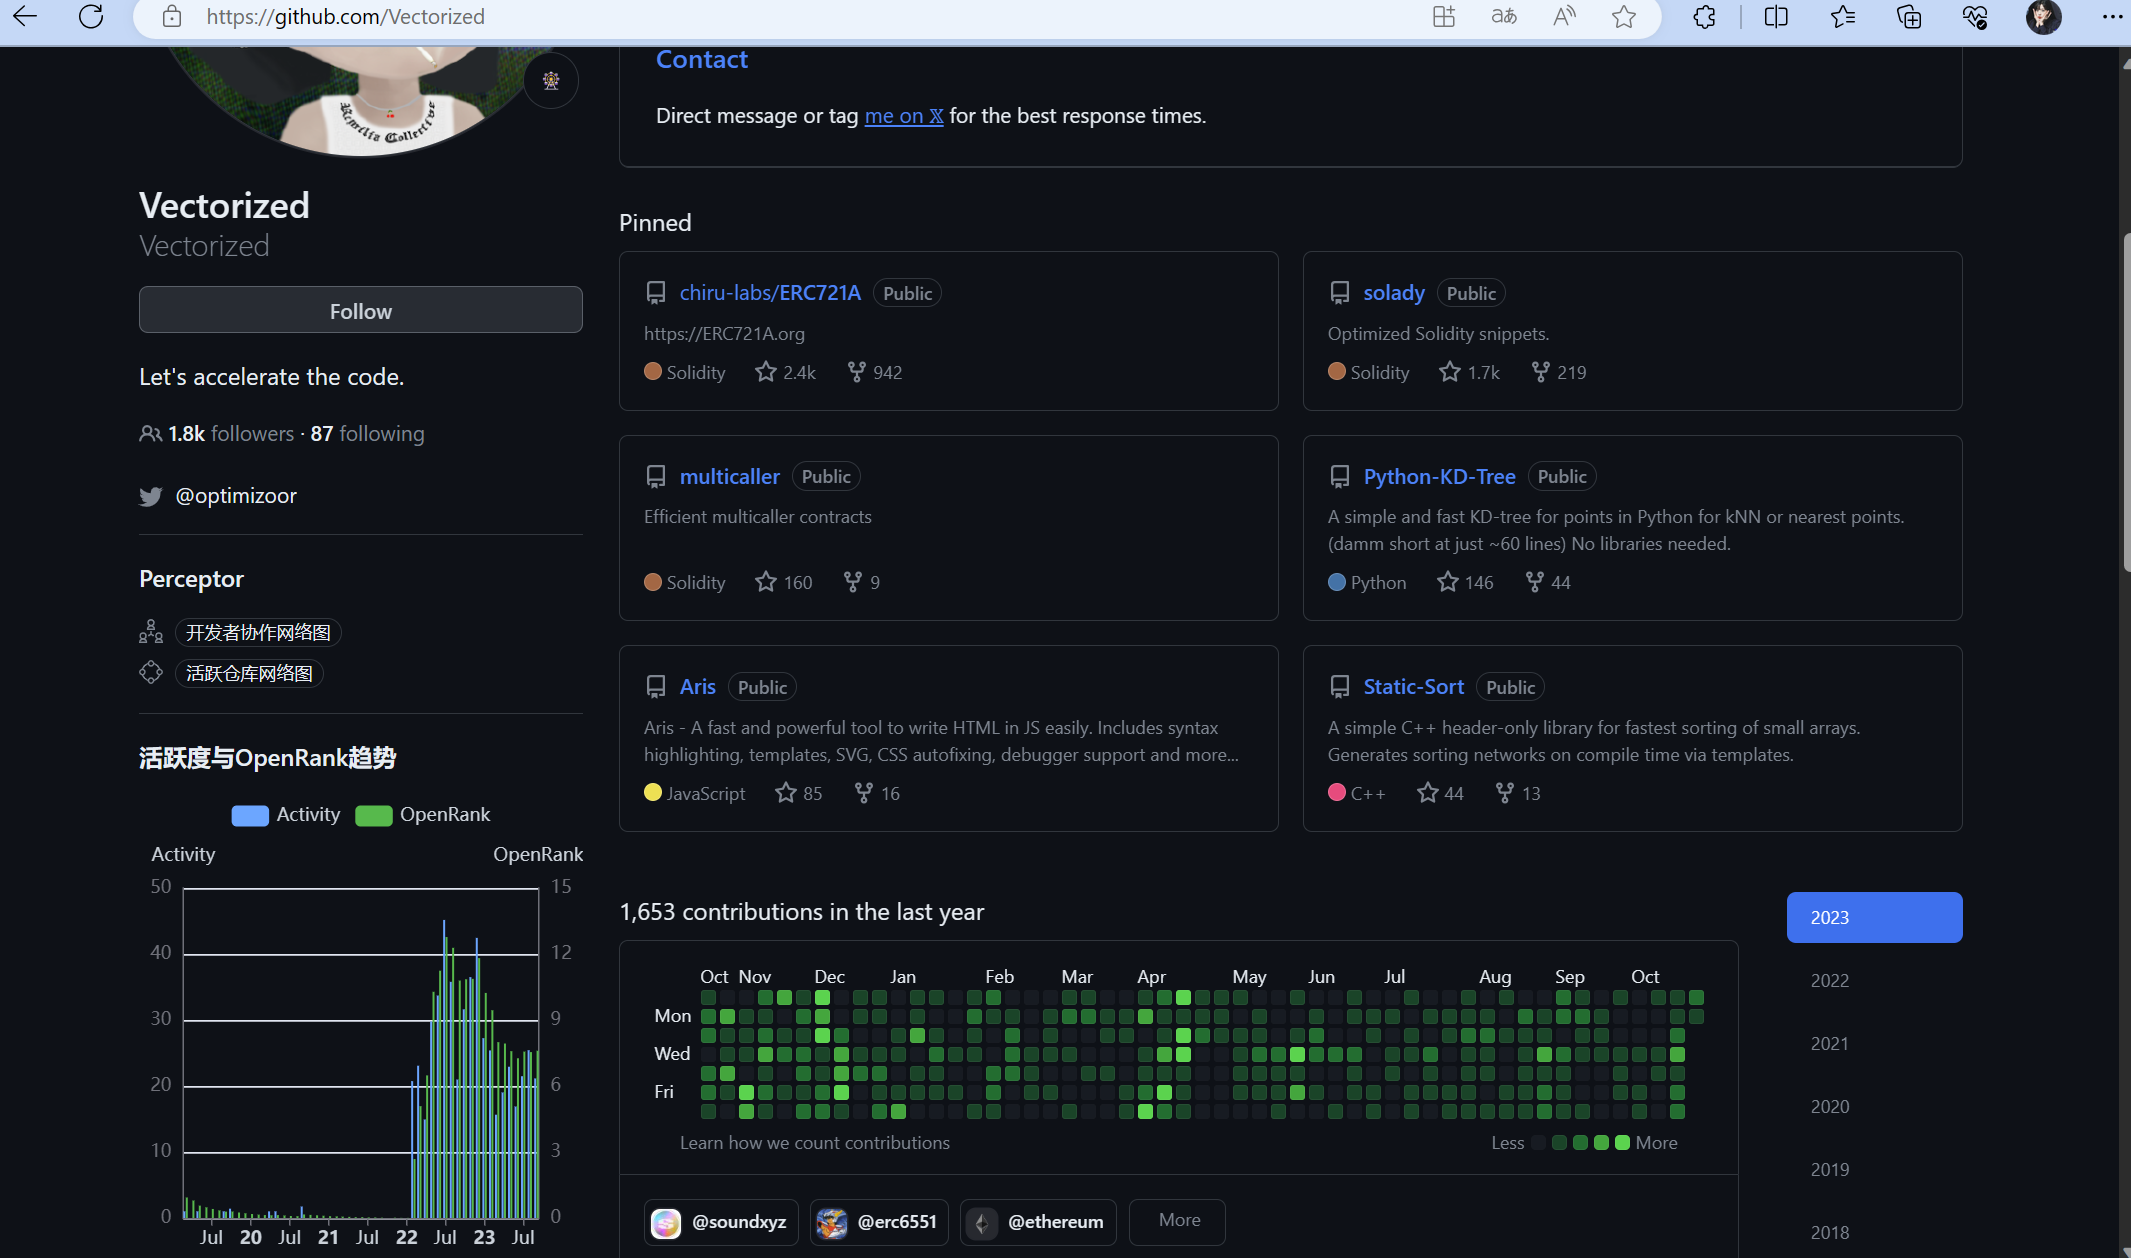 https://github.com/Vectorized
Contact
Direct message or tag me on 𝕏 for the best response times.
Remilia Collective
Vectorized
Vectorized
Follow
Let's accelerate the code.
1.8k followers · 87 following
@optimizoor
Perceptor
开发者协作网络图
活跃仓库网络图
活跃度与OpenRank趋势
Activity OpenRank
Activity OpenRank
50 15
40 12
30 9
20 6
10 3
0 0
Jul 20 Jul 21 Jul 22 Jul 23 Jul
Pinned
chiru-labs/ERC721A Public
https://ERC721A.org
Solidity 2.4k 942
solady Public
Optimized Solidity snippets.
Solidity 1.7k 219
multicaller Public
Efficient multicaller contracts
Solidity 160 9
Python-KD-Tree Public
A simple and fast KD-tree for points in Python for kNN or nearest points.
(damm short at just ~60 lines) No libraries needed.
Python 146 44
Aris Public
Aris - A fast and powerful tool to write HTML in JS easily. Includes syntax
highlighting, templates, SVG, CSS autofixing, debugger support and more...
JavaScript 85 16
Static-Sort Public
A simple C++ header-only library for fastest sorting of small arrays.
Generates sorting networks on compile time via templates.
C++ 44 13
1,653 contributions in the last year
Oct Nov Dec Jan Feb Mar Apr May Jun Jul Aug Sep Oct
Mon
Wed
Fri
Learn how we count contributions
Less More
@soundxyz @erc6551 @ethereum More
2023
2022
2021
2020
2019
2018